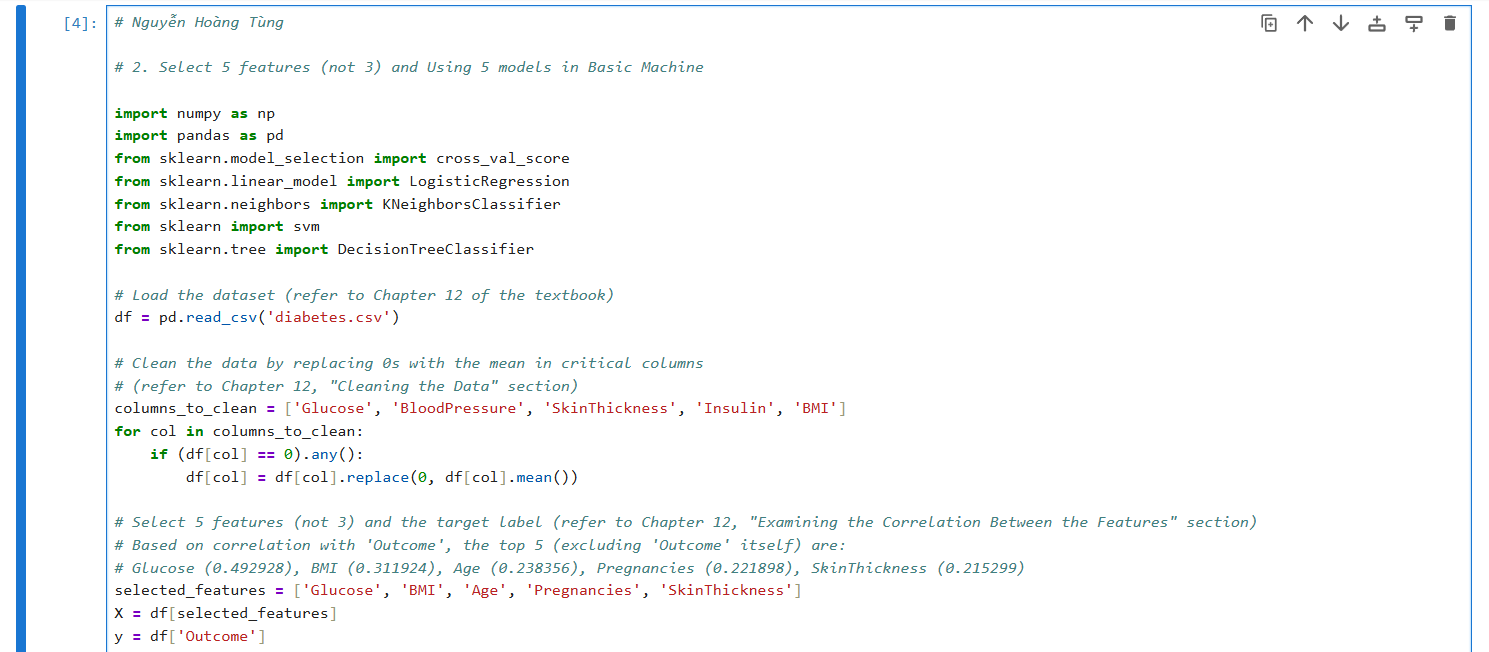 [4]:
# Nguyễn Hoàng Tùng
# 2. Select 5 features (not 3) and Using 5 models in Basic Machine
import numpy as np
import pandas as pd
from sklearn.model_selection import cross_val_score
from sklearn.linear_model import LogisticRegression
from sklearn.neighbors import KNeighborsClassifier
from sklearn import svm
from sklearn.tree import DecisionTreeClassifier
# Load the dataset (refer to Chapter 12 of the textbook)
df = pd.read_csv('diabetes.csv')
# Clean the data by replacing 0s with the mean in critical columns
# (refer to Chapter 12, "Cleaning the Data" section)
columns_to_clean = ['Glucose', 'BloodPressure', 'SkinThickness', 'Insulin', 'BMI']
for col in columns_to_clean:
    if (df[col] == 0).any():
        df[col] = df[col].replace(0, df[col].mean())
# Select 5 features (not 3) and the target label (refer to Chapter 12, "Examining the Correlation Between the Features" section)
# Based on correlation with 'Outcome', the top 5 (excluding 'Outcome' itself) are:
# Glucose (0.492928), BMI (0.311924), Age (0.238356), Pregnancies (0.221898), SkinThickness (0.215299)
selected_features = ['Glucose', 'BMI', 'Age', 'Pregnancies', 'SkinThickness']
X = df[selected_features]
y = df['Outcome']